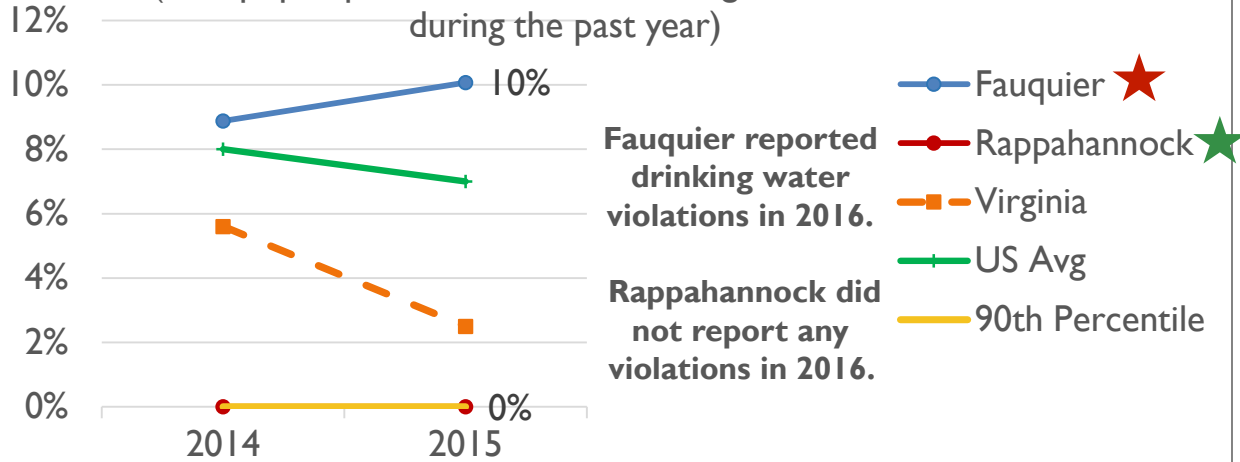 during the past year)
12%
10%
8%
6%
4%
2%
0%
10%
0%
2014
2015
Fauquier reported
drinking water
violations in 2016.
Rappahannock did
not report any
violations in 2016.
Fauquier
Rappahannock
Virginia
US Avg
90th Percentile